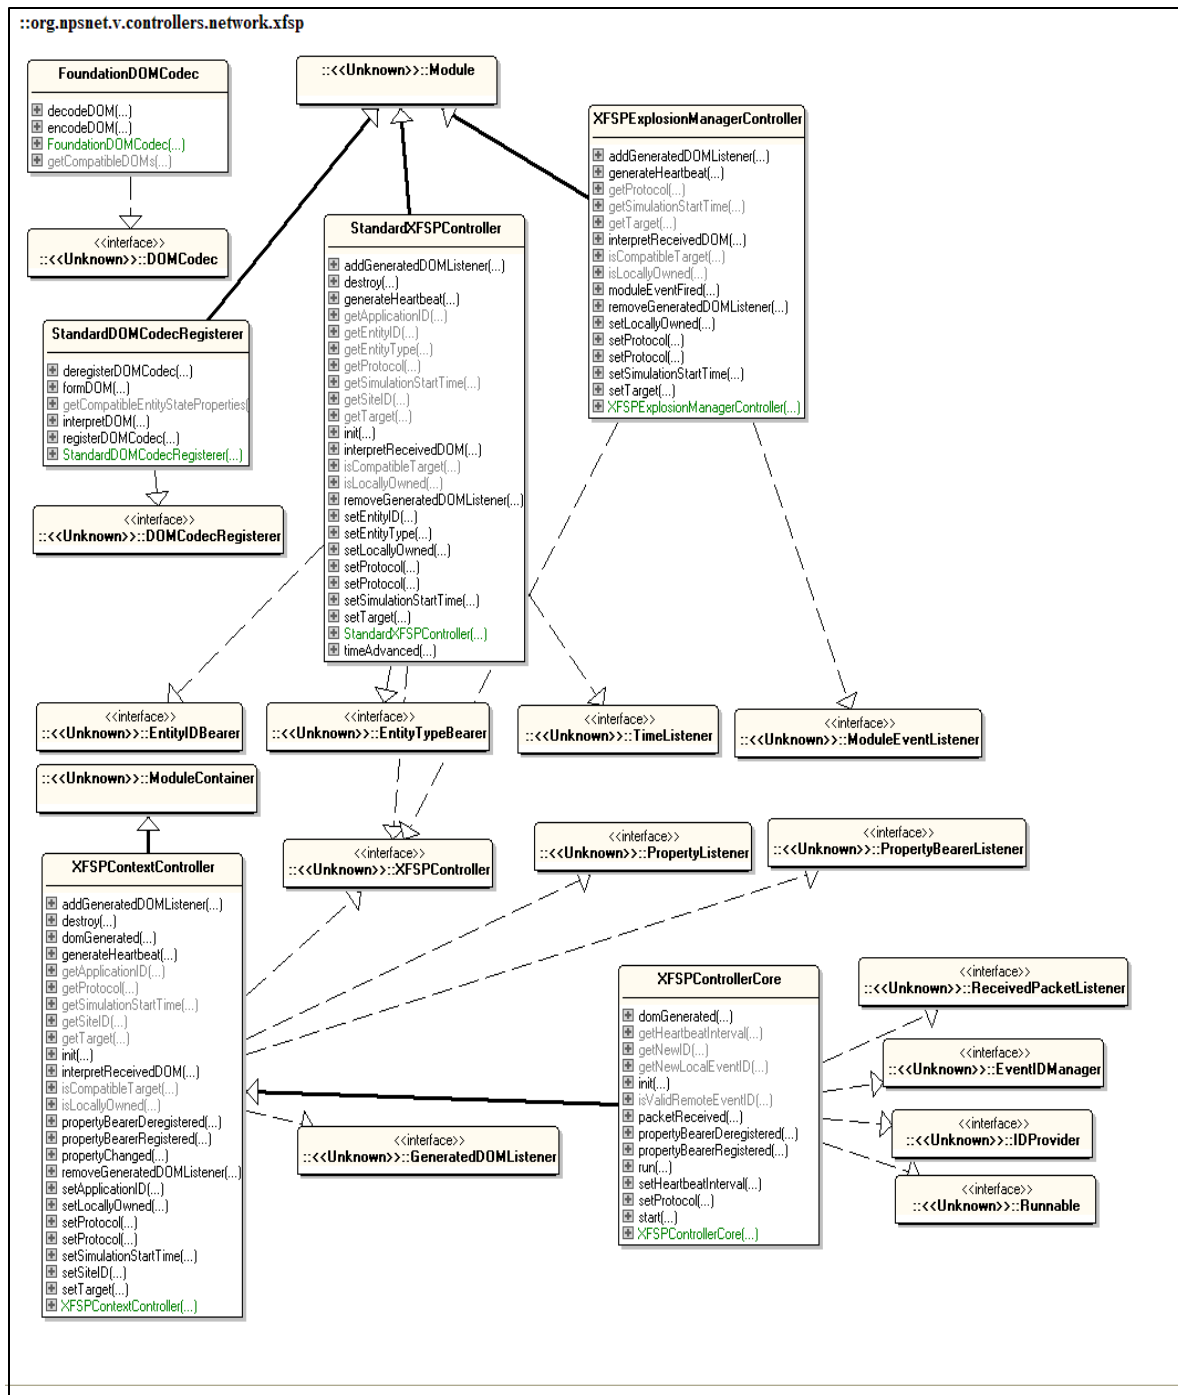 ::org.npsnet.v.controllers.network.xfsp
FoundationDOMCodec
decodeDOM(...)
encodeDOM(...)
FoundationDOMCodec(...)
getCompatibleDOMs(...)
::<<Unknown>>::Module
XFSPExplosionManagerController
addGeneratedDOMListener(...)
generateHeartbeat(...)
getProtocol(...)
getSimulationStartTime(...)
getTarget(...)
interpretReceivedDOM(...)
isCompatibleTarget(...)
isLocallyOwned(...)
moduleEventFired(...)
removeGeneratedDOMListener(...)
setLocallyOwned(...)
setProtocol(...)
setProtocol(...)
setSimulationStartTime(...)
setTarget(...)
XFSPExplosionManagerController(...)
<<interface>>
::<<Unknown>>::DOMCodec
StandardXFSPController
addGeneratedDOMListener(...)
destroy(...)
generateHeartbeat(...)
getApplicationID(...)
getEntityID(...)
getEntityType(...)
getProtocol(...)
getSimulationStartTime(...)
getSiteID(...)
getTarget(...)
init(...)
interpretReceivedDOM(...)
isCompatibleTarget(...)
isLocallyOwned(...)
removeGeneratedDOMListener(...)
setEntityID(...)
setEntityType(...)
setLocallyOwned(...)
setProtocol(...)
setProtocol(...)
setSimulationStartTime(...)
setTarget(...)
StandardXFSPController(...)
timeAdvanced(...)
StandardDOMCodecRegisterer
deregisterDOMCodec(...)
formDOM(...)
getCompatibleEntityStateProperties(
interpretDOM(...)
registerDOMCodec(...)
StandardDOMCodecRegisterer(...)
<<interface>>
::<<Unknown>>::DOMCodecRegisterer
<<interface>>
::<<Unknown>>::EntityIDBearer
<<interface>>
::<<Unknown>>::EntityTypeBearer
<<interface>>
::<<Unknown>>::TimeListener
<<interface>>
::<<Unknown>>::ModuleEventListener
::<<Unknown>>::ModuleContainer
<<interface>>
::<<Unknown>>::XFSPController
<<interface>>
::<<Unknown>>::PropertyListener
<<interface>>
::<<Unknown>>::PropertyBearerListener
XFSPContextController
addGeneratedDOMListener(...)
destroy(...)
domGenerated(...)
generateHeartbeat(...)
getApplicationID(...)
getProtocol(...)
getSimulationStartTime(...)
getSiteID(...)
getTarget(...)
init(...)
interpretReceivedDOM(...)
isCompatibleTarget(...)
isLocallyOwned(...)
propertyBearerDeregistered(...)
propertyBearerRegistered(...)
propertyChanged(...)
removeGeneratedDOMListener(...)
setApplicationID(...)
setLocallyOwned(...)
setProtocol(...)
setProtocol(...)
setSimulationStartTime(...)
setSiteID(...)
setTarget(...)
XFSPContextController(...)
XFSPControllerCore
domGenerated(...)
getHeartbeatInterval(...)
getNewID(...)
getNewLocalEventID(...)
init(...)
isValidRemoteEventID(...)
packetReceived(...)
propertyBearerDeregistered(...)
propertyBearerRegistered(...)
run(...)
setHeartbeatInterval(...)
setProtocol(...)
start(...)
XFSPControllerCore(...)
<<interface>>
::<<Unknown>>::ReceivedPacketListener
<<interface>>
::<<Unknown>>::EventIDManager
<<interface>>
::<<Unknown>>::IDProvider
<<interface>>
::<<Unknown>>::Runnable
<<interface>>
::<<Unknown>>::GeneratedDOMListener